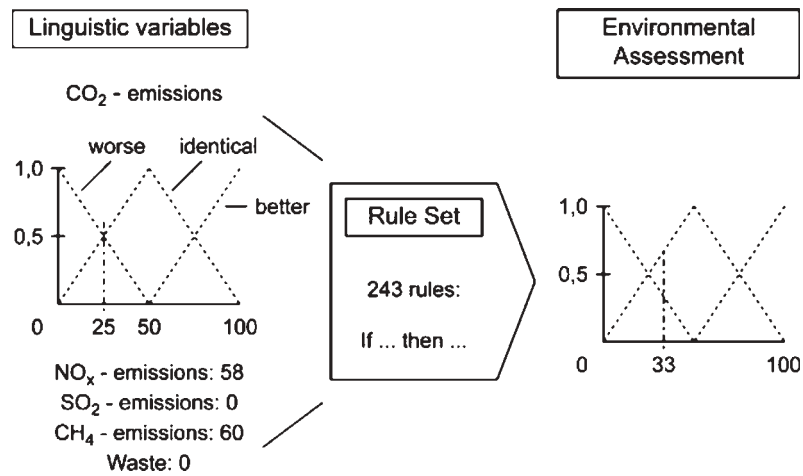 Linguistic variables
CO₂ - emissions
worse
identical
better
1,0
0,5
0
25
50
100
NOₓ - emissions: 58
SO₂ - emissions: 0
CH₄ - emissions: 60
Waste: 0
Rule Set
243 rules:
If ... then ...
Environmental
Assessment
1,0
0,5
0
33
100